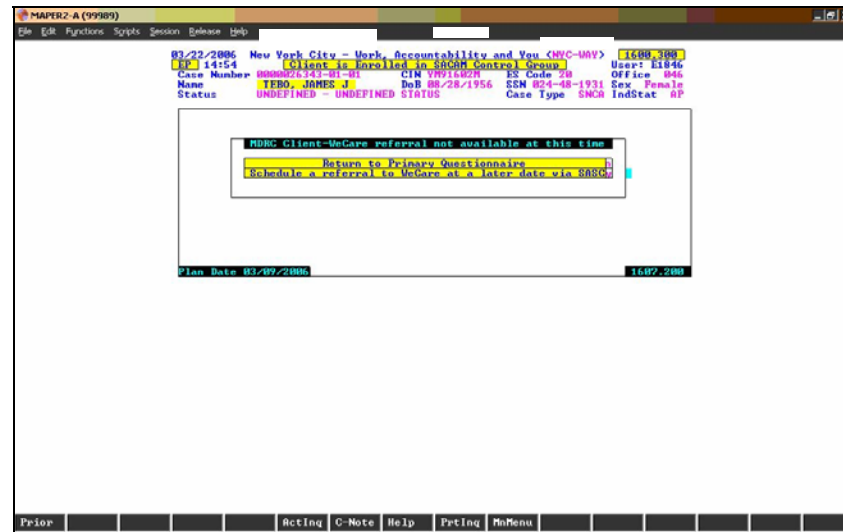 MAPER2-A (99989)
File Edit Functions Scripts Session Release Help
03/22/2006 New York City - Work, Accountability and You <NYC-WAY> 1600,300
EP 14:54 Client is Enrolled in SACAM Control Group User: E1846
Case Number 0000026343-01-01 CIN YM91602M ES Code 20 Office 046
Name TEBO, JAMES J DoB 08/28/1956 SSN 024-48-1931 Sex Female
Status UNDEFINED - UNDEFINED STATUS Case Type SNCA IndStat AP
MDRC Client-WeCare referral not available at this time
Return to Primary Questionnaire n
Schedule a referral to WeCare at a later date via SASC
Plan Date 03/09/2006 1607.200
Prior ActInq C-Note Help PrtInq MnMenu